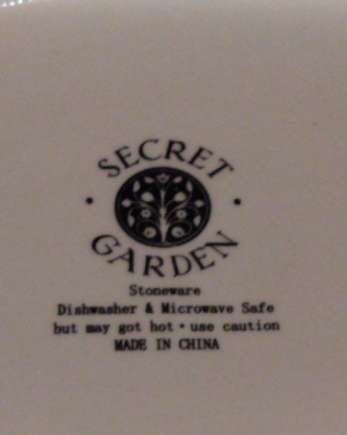 SECRET
GARDEN
Stoneware
Dishwasher & Microwave Safe
but may got hot • use caution
MADE IN CHINA